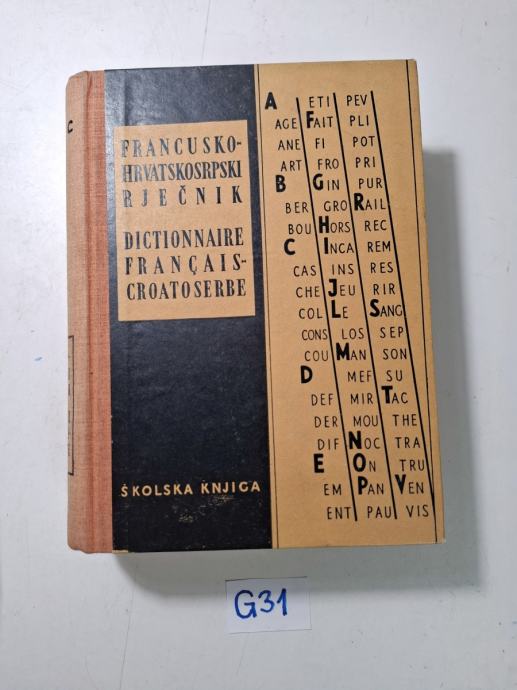 C
FRANCUSKO-
HRVATSKOSRPSKI
RJEČNIK
DICTIONNAIRE
FRANÇAIS-
CROATOSERBE
ŠKOLSKA KNJIGA
A ETI PEV
AGE FAIT PLI
ANE FI POT
ART FRO PRI
B GIN PUR
BER GRO RAIL
BOU HORS REC
C INCA REM
CAS INS RES
CHE JEU RIR
COL LE SANG
CONS LOS SEP
COU MAN SON
D MEF SU
DEF MIR TAC
DER MOU THE
DIF NOC TRA
E ON TRU
EM PAN VEN
ENT PAU VIS
G31